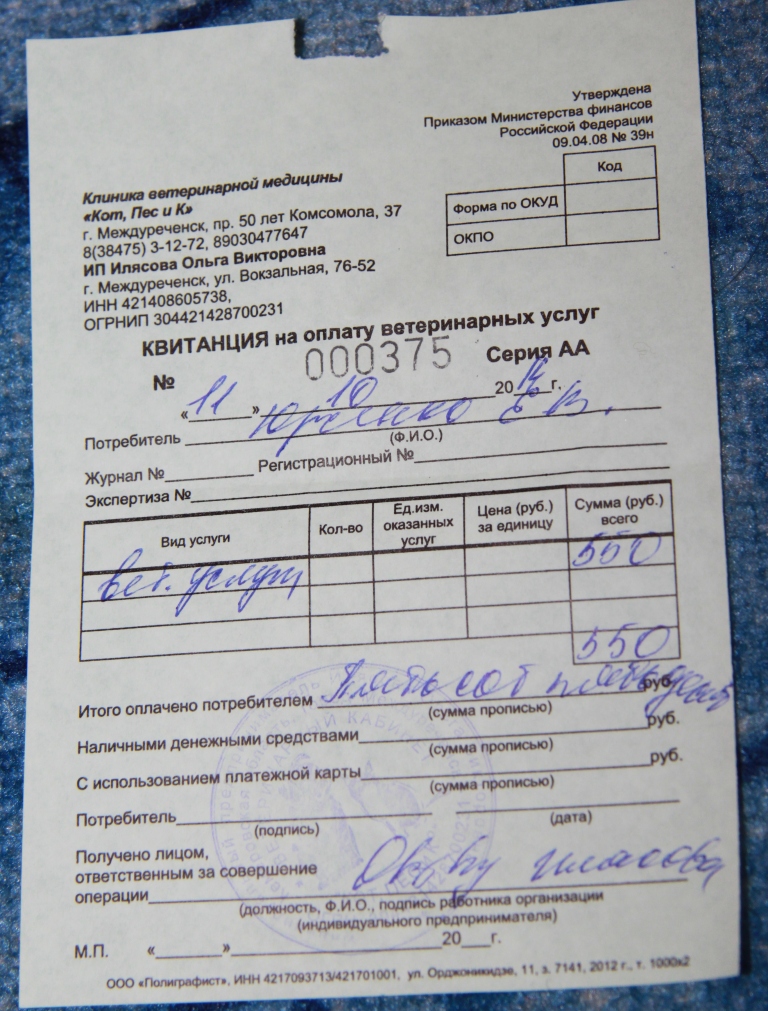 Утверждена
Приказом Министерства финансов
Российской Федерации
09.04.08 № 39н
Код
Форма по ОКУД
ОКПО
Клиника ветеринарной медицины
«Кот, Пес и К»
г. Междуреченск, пр. 50 лет Комсомола, 37
8(38475) 3-12-72, 89030477647
ИП Илясова Ольга Викторовна
г. Междуреченск, ул. Вокзальная, 76-52
ИНН 421408605738,
ОГРНИП 304421428700231
КВИТАНЦИЯ на оплату ветеринарных услуг
№ 000375 Серия АА
«11» 10 2014 г.
Потребитель Е В.
(Ф.И.О.)
Журнал № Регистрационный №
Экспертиза №
Вид услуги Кол-во Ед.изм. оказанных услуг Цена (руб.) за единицу Сумма (руб.) всего
вет. услуги 550
550
Итого оплачено потребителем Пятьсот пятьдесят руб.
(сумма прописью)
Наличными денежными средствами руб.
(сумма прописью)
С использованием платежной карты руб.
(сумма прописью)
Потребитель
(подпись) (дата)
Получено лицом,
ответственным за совершение
операции Илясова
(должность, Ф.И.О., подпись работника организации
(индивидуального предпринимателя)
М.П. « » 20 г.
ООО «Полиграфист», ИНН 4217093713/421701001, ул. Орджоникидзе, 11, з. 7141, 2012 г., т. 1000х2